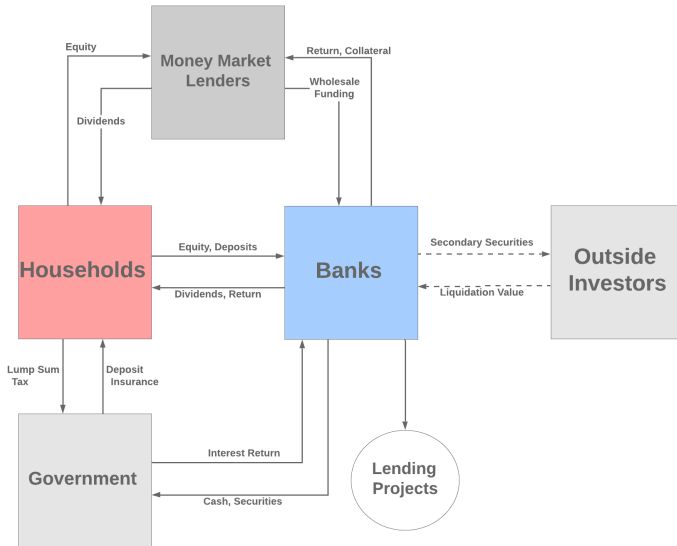 Equity
Money Market
Lenders
Return, Collateral
Wholesale
Funding
Dividends
Households
Equity, Deposits
Dividends, Return
Banks
Secondary Securities
Liquidation Value
Outside
Investors
Lump Sum
Tax
Deposit
Insurance
Government
Interest Return
Cash, Securities
Lending
Projects